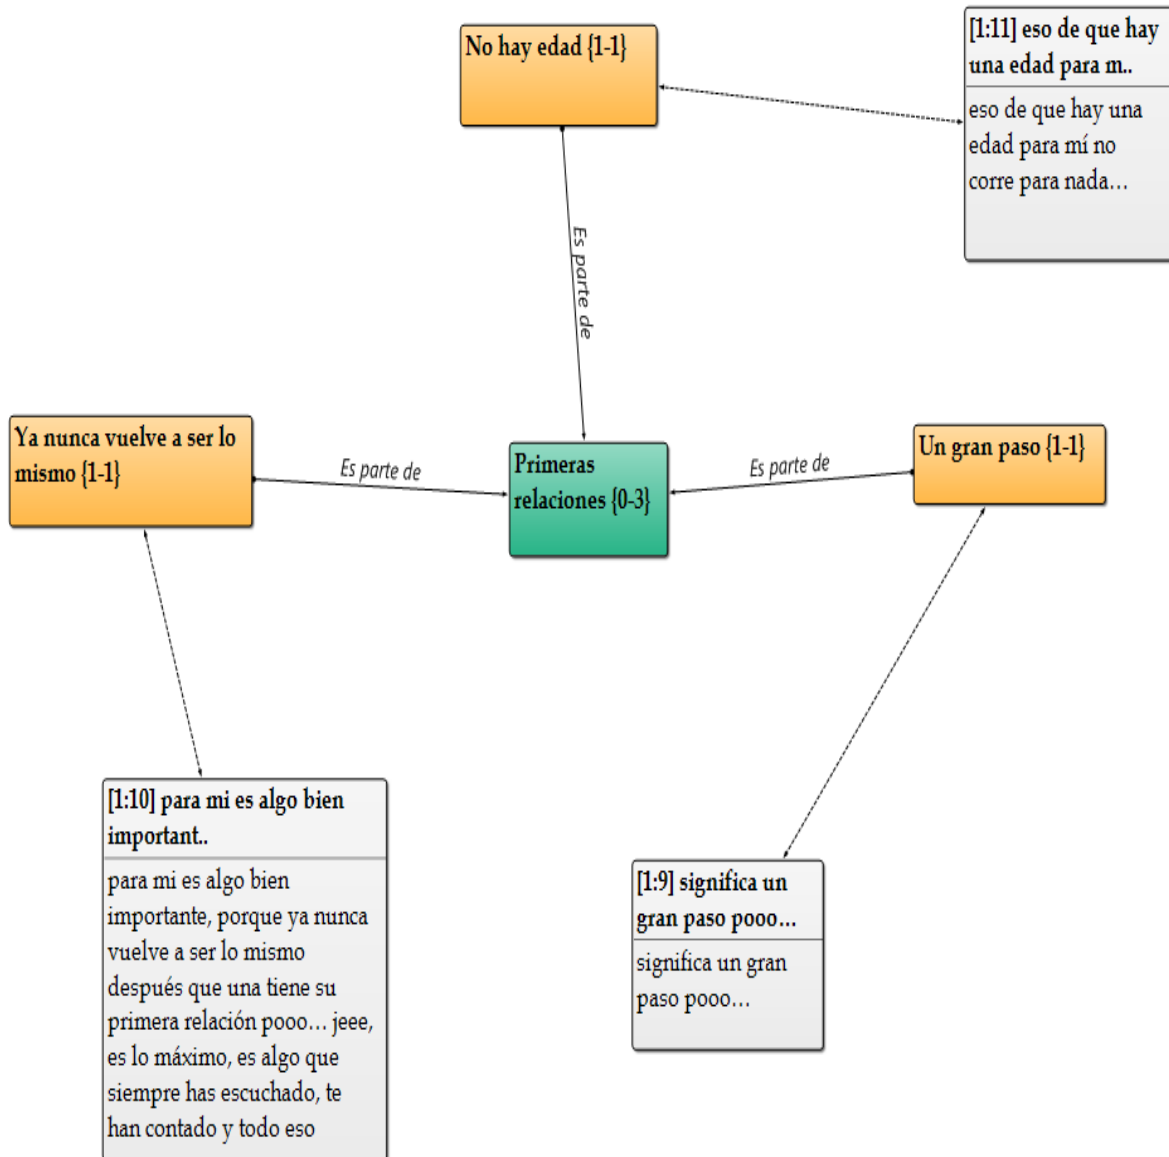 No hay edad {1-1}
[1:11] eso de que hay
una edad para m..
eso de que hay una
edad para mí no
corre para nada...
Es parte de
Ya nunca vuelve a ser lo
mismo {1-1}
Es parte de
Primeras
relaciones {0-3}
Es parte de
Un gran paso {1-1}
[1:10] para mi es algo bien
important..
para mi es algo bien
importante, porque ya nunca
vuelve a ser lo mismo
después que una tiene su
primera relación pooo... jeee,
es lo máximo, es algo que
siempre has escuchado, te
han contado y todo eso
[1:9] significa un
gran paso pooo...
significa un gran
paso pooo...